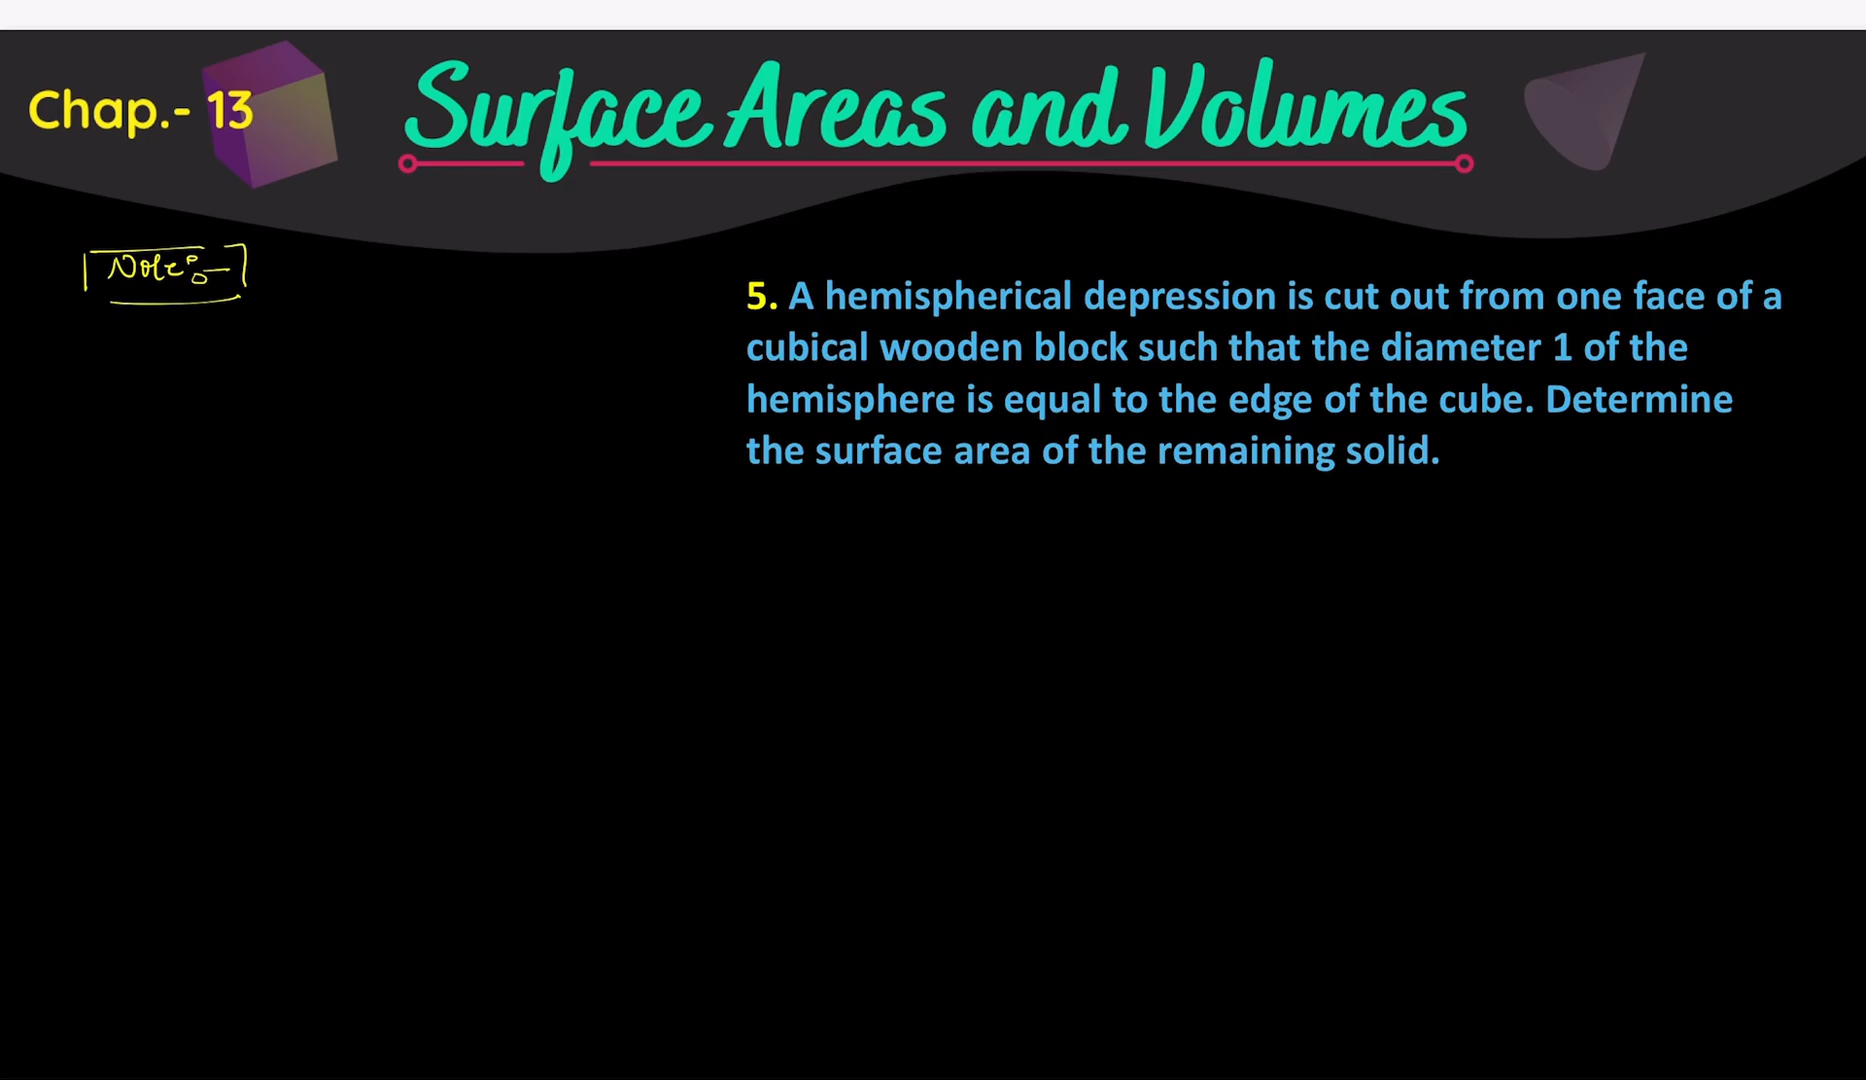 Chap.- 13
Surface Areas and Volumes
Note:-
5. A hemispherical depression is cut out from one face of a
cubical wooden block such that the diameter 1 of the
hemisphere is equal to the edge of the cube. Determine
the surface area of the remaining solid.